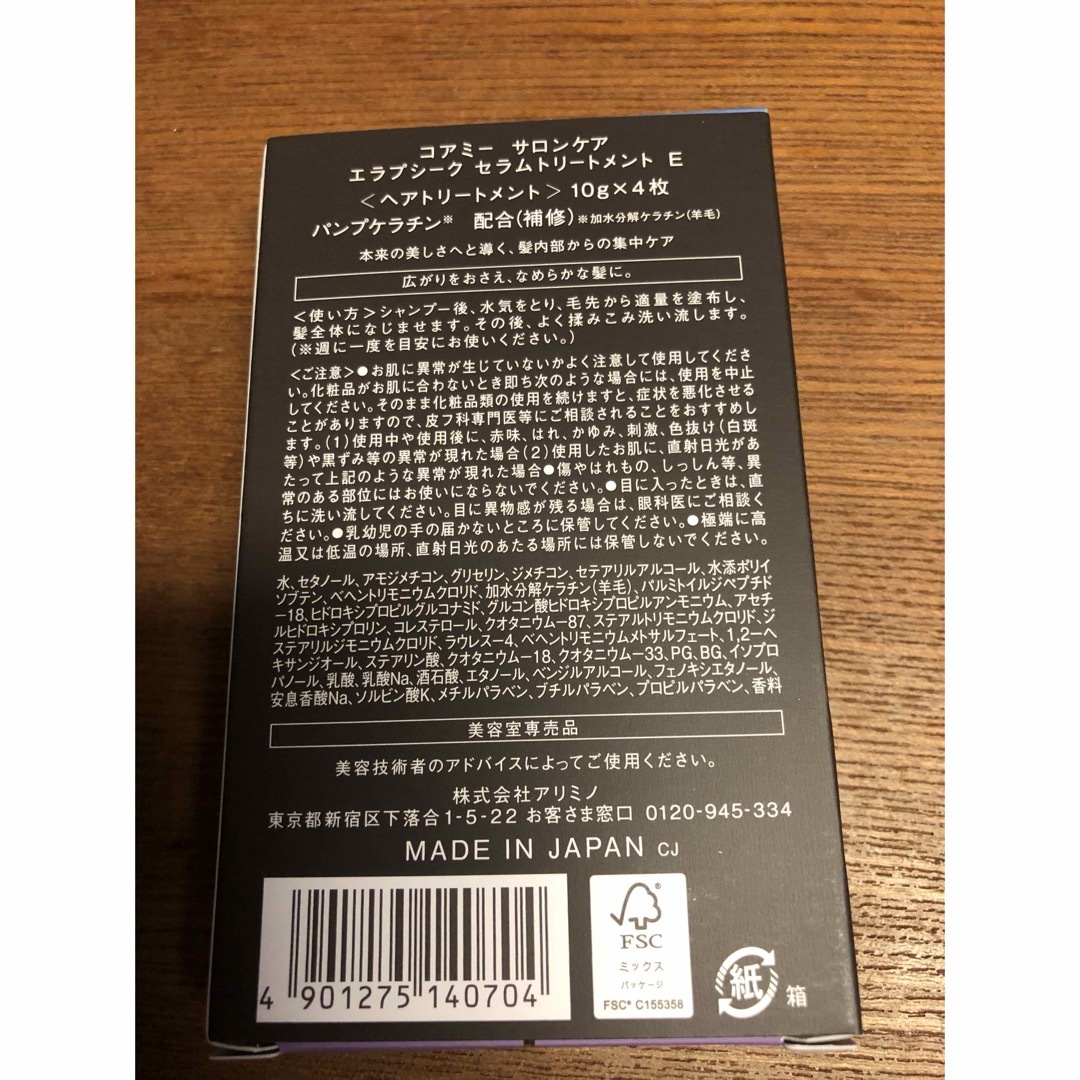 コアミー サロンケア
エラプシーク セラムトリートメント E
＜ヘアトリートメント＞ 10g×4枚
バンプケラチン※ 配合(補修)※加水分解ケラチン(羊毛)
本来の美しさへと導く、髪内部からの集中ケア
広がりをおさえ、なめらかな髪に。
＜使い方＞シャンプー後、水気をとり、毛先から適量を塗布し、
髪全体になじませます。その後、よく揉みこみ洗い流します。
(※週に一度を目安にお使いください。)
＜ご注意＞●お肌に異常が生じていないかよく注意して使用してくださ
い。化粧品がお肌に合わないとき即ち次のような場合には、使用を中止
してください。そのまま化粧品類の使用を続けますと、症状を悪化させる
ことがありますので、皮フ科専門医等にご相談されることをおすすめし
ます。(1)使用中や使用後に、赤味、はれ、かゆみ、刺激、色抜け(白斑
等)や黒ずみ等の異常が現れた場合(2)使用したお肌に、直射日光があ
たって上記のような異常が現れた場合●傷やはれもの、しっしん等、異
常のある部位にはお使いにならないでください。●目に入ったときは、直
ちに洗い流してください。目に異物感が残る場合は、眼科医にご相談く
ださい。●乳幼児の手の届かないところに保管してください。●極端に高
温又は低温の場所、直射日光のあたる場所には保管しないでください。
水、セタノール、アモジメチコン、グリセリン、ジメチコン、セテアリルアルコール、水添ポリイ
ソブテン、ベヘントリモニウムクロリド、加水分解ケラチン(羊毛)、パルミトイルジペプチド
-18、ヒドロキシプロピルグルコナミド、グルコン酸ヒドロキシプロピルアンモニウム、アセチ
ルヒドロキシプロリン、コレステロール、クオタニウム-87、ステアルトリモニウムクロリド、ジ
ステアリルジモニウムクロリド、ラウレス-4、ベヘントリモニウムメトサルフェート、1,2-ヘ
キサンジオール、ステアリン酸、クオタニウム-18、クオタニウム-33、PG、BG、イソプロ
パノール、乳酸、乳酸Na、酒石酸、エタノール、ベンジルアルコール、フェノキシエタノール、
安息香酸Na、ソルビン酸K、メチルパラベン、ブチルパラベン、プロピルパラベン、香料
美容室専売品
美容技術者のアドバイスによってご使用ください。
株式会社アリミノ
東京都新宿区下落合1-5-22 お客さま窓口 0120-945-334
MADE IN JAPAN CJ
4 901275 140704
FSC
ミックス
パッケージ
FSC® C155358
紙 箱